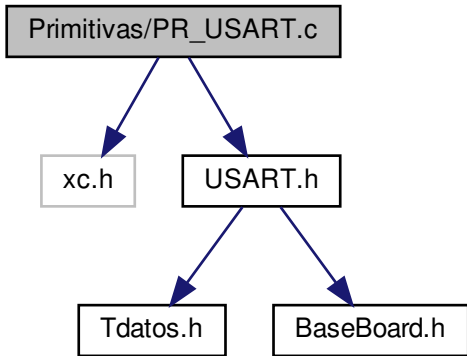 Primitivas/PR_USART.c
xc.h
USART.h
Tdatos.h
BaseBoard.h